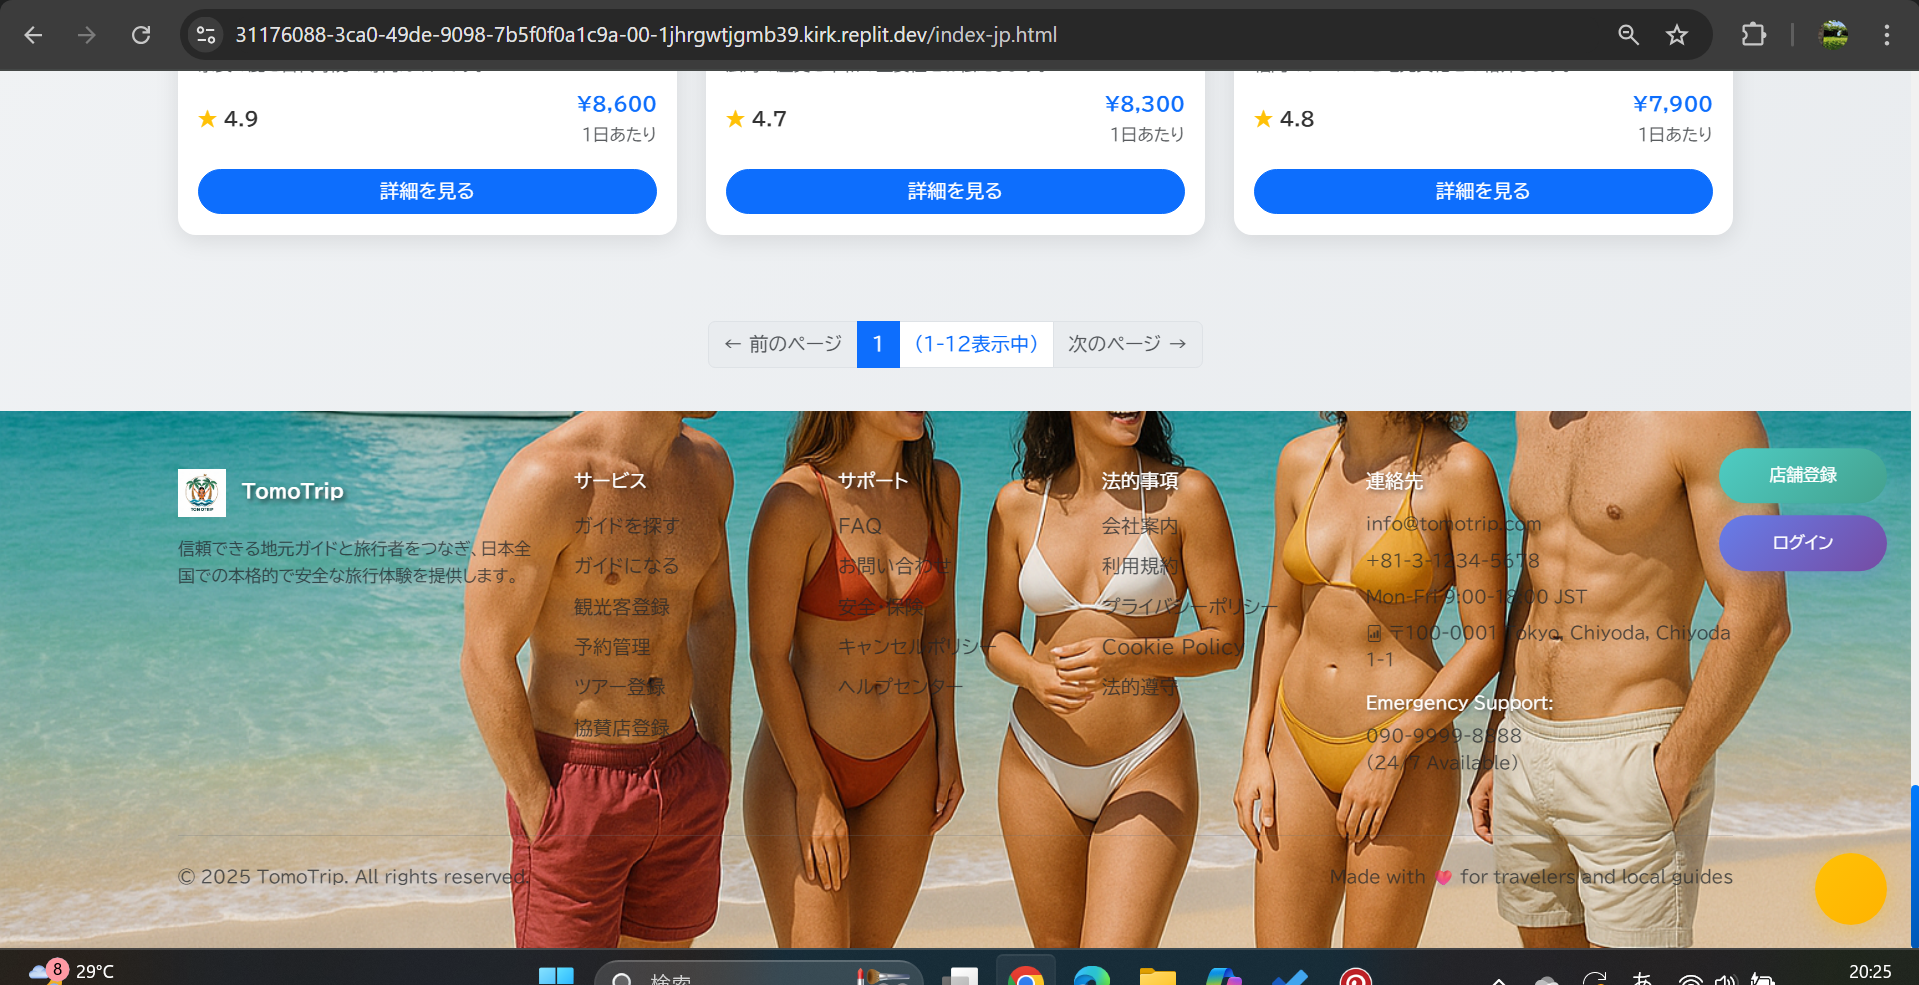 31176088-3ca0-49de-9098-7b5f0f0a1c9a-00-1jhrgwtjgmb39.kirk.replit.dev/index-jp.html
★ 4.9
¥8,600
1日あたり
詳細を見る
★ 4.7
¥8,300
1日あたり
詳細を見る
★ 4.8
¥7,900
1日あたり
詳細を見る
← 前のページ 1 (1-12表示中) 次のページ →
TomoTrip
信頼できる地元ガイドと旅行者をつなぎ、日本全
国での本格的で安全な旅行体験を提供します。
サービス
ガイドを探す
ガイドになる
観光客登録
予約管理
ツアー登録
協賛店登録
サポート
FAQ
お問い合わせ
安全・保険
キャンセルポリシー
ヘルプセンター
法的事項
会社案内
利用規約
プライバシーポリシー
Cookie Policy
法的遵守
連絡先
info@tomotrip.com
+81-3-1234-5678
Mon-Fri 9:00-18:00 JST
〒100-0001 Tokyo, Chiyoda, Chiyoda
1-1
Emergency Support:
090-9999-8888
(24/7 Available)
店舗登録
ログイン
© 2025 TomoTrip. All rights reserved.
Made with for travelers and local guides
8
29°C
検索
あ
20:25